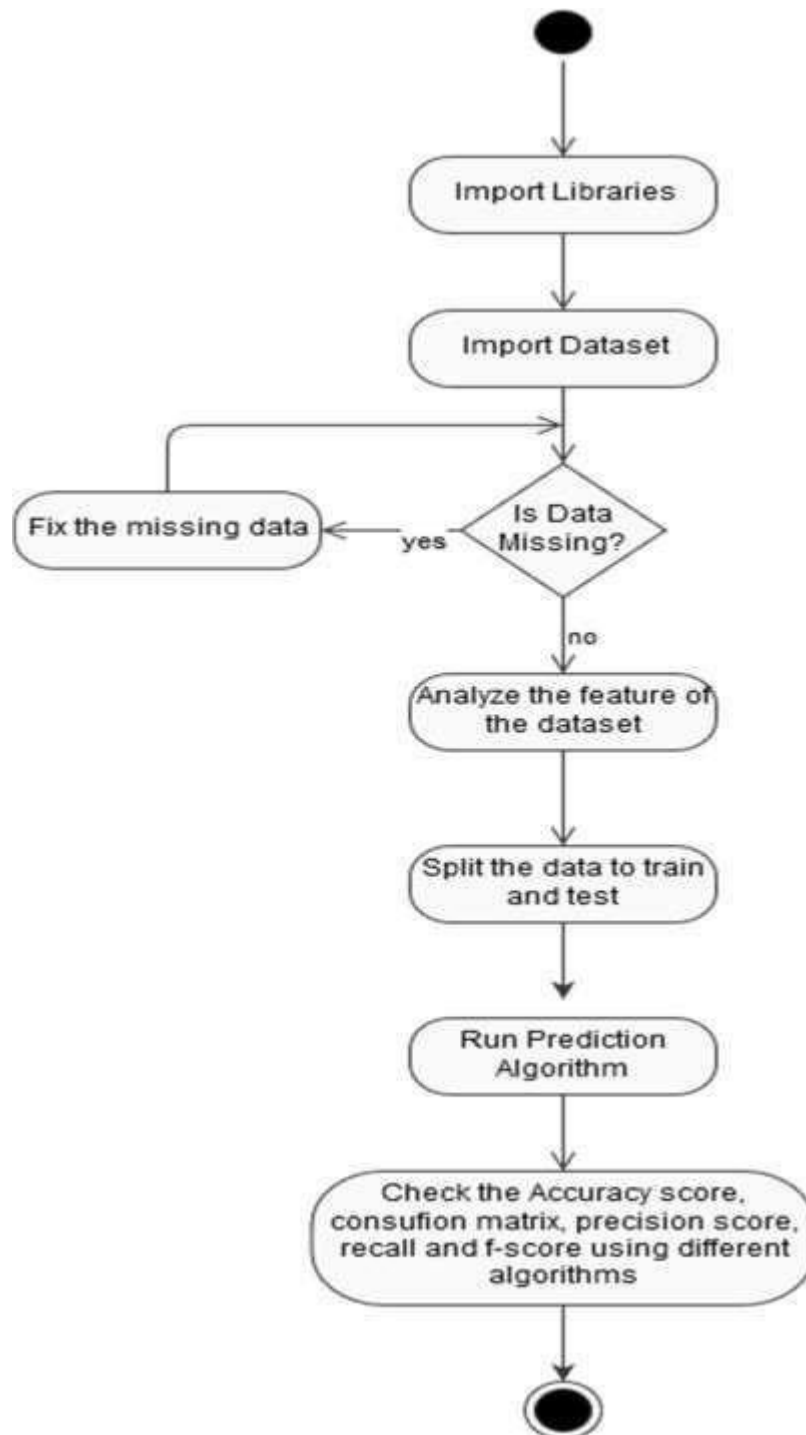 Import Libraries
Import Dataset
Is Data
Missing?
yes
Fix the missing data
no
Analyze the feature of
the dataset
Split the data to train
and test
Run Prediction
Algorithm
Check the Accuracy score,
consufion matrix, precision score,
recall and f-score using different
algorithms